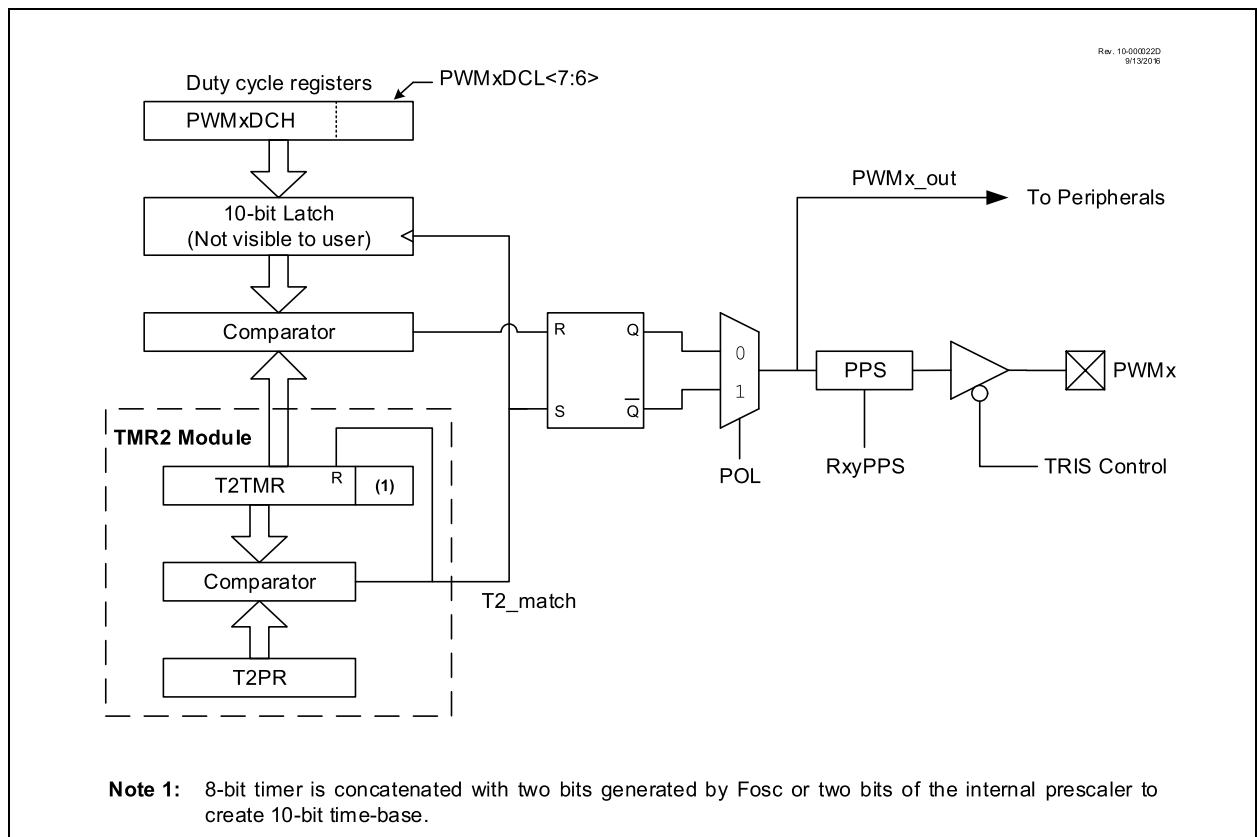 Rev. 10-000022D
9/13/2016
Duty cycle registers
PWMxDCL<7:6>
PWMxDCH
10-bit Latch
(Not visible to user)
Comparator
TMR2 Module
T2TMR
R
(1)
Comparator
T2_match
T2PR
R
Q
S
Q̅
0
1
POL
PWMx_out
To Peripherals
PPS
RxyPPS
PWMx
TRIS Control
Note 1: 8-bit timer is concatenated with two bits generated by Fosc or two bits of the internal prescaler to
create 10-bit time-base.